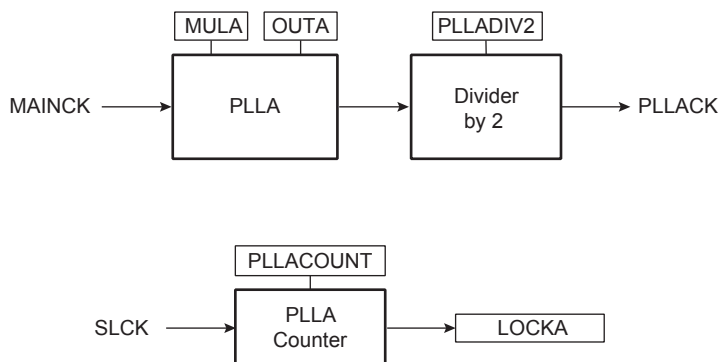 MULA OUTA PLLADIV2
MAINCK PLLA Divider
by 2 PLLACK
PLLACOUNT
SLCK PLLA
Counter LOCKA